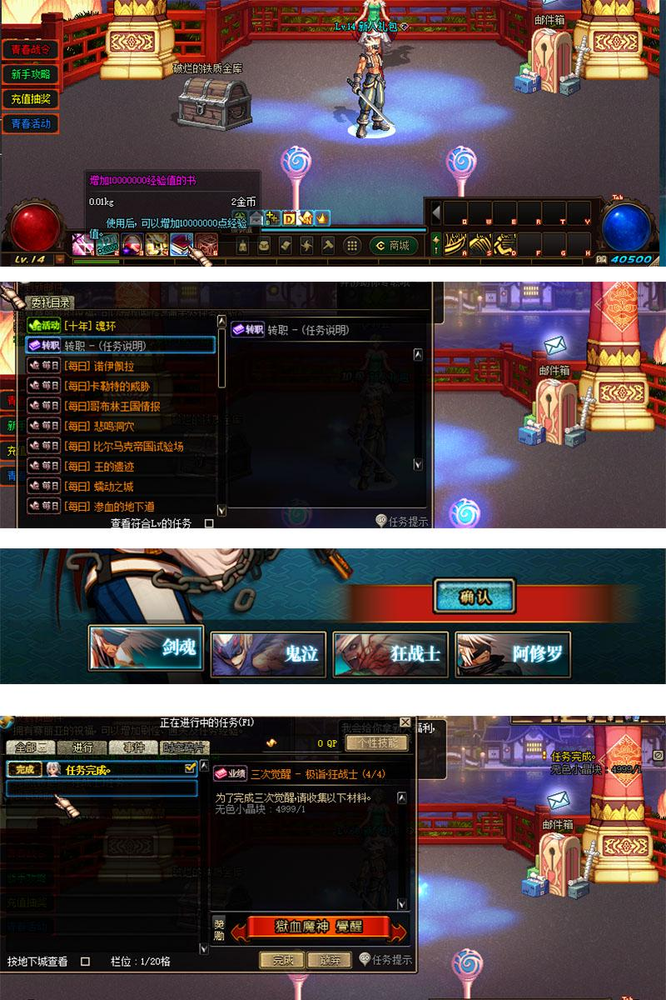 Lv.14 新人礼包
邮件箱
青春战令
新手攻略
充值抽奖
青春活动
破烂的铁质金库
增加10000000经验值的书
0.01kg
2金币
使用后，可以增加10000000点经验
值。
Tab
Q W E R T Y
商城
A S D F G H
Lv.14
40500
委托目录
活动 [十年] 魂环
转职 转职 - (任务说明)
转职 转职 - (任务说明)
每日 [每日] 诺伊佩拉
每日 [每日]卡勒特的威胁
每日 [每日]哥布林王国情报
每日 [每日] 悲鸣洞穴
每日 [每日] 比尔马克帝国试验场
每日 [每日] 王的遗迹
每日 [每日] 蠕动之城
每日 [每日] 渗血的地下道
查看符合Lv的任务
GO 任务提示
邮件箱
确认
剑魂
鬼泣
狂战士
阿修罗
正在进行中的任务(F1)
全部
进行
事件
时空碎片
0 QP
个性技能
完成 任务完成。
业绩 三次觉醒 - 极诣·狂战士 (4/4)
为了完成三次觉醒,请收集以下材料。
无色小晶块：4999/1
奖励
獄血魔神 覺醒
按地下城查看
栏位：1/20格
完成
放弃
GO 任务提示
任务完成。
无色小晶块：4999/1
邮件箱